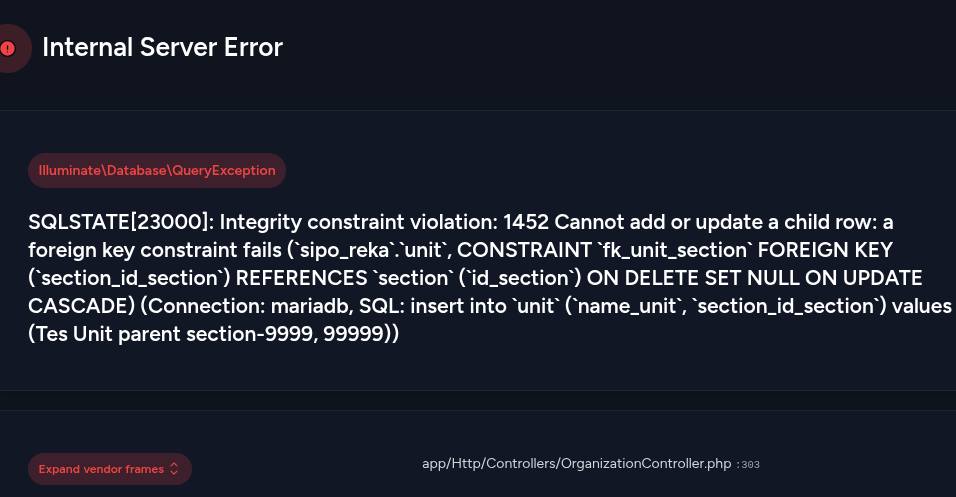 Internal Server Error
Illuminate\Database\QueryException
SQLSTATE[23000]: Integrity constraint violation: 1452 Cannot add or update a child row: a
foreign key constraint fails (`sipo_reka`.`unit`, CONSTRAINT `fk_unit_section` FOREIGN KEY
(`section_id_section`) REFERENCES `section` (`id_section`) ON DELETE SET NULL ON UPDATE
CASCADE) (Connection: mariadb, SQL: insert into `unit` (`name_unit`, `section_id_section`) values
(Tes Unit parent section-9999, 99999))
Expand vendor frames
app/Http/Controllers/OrganizationController.php :303